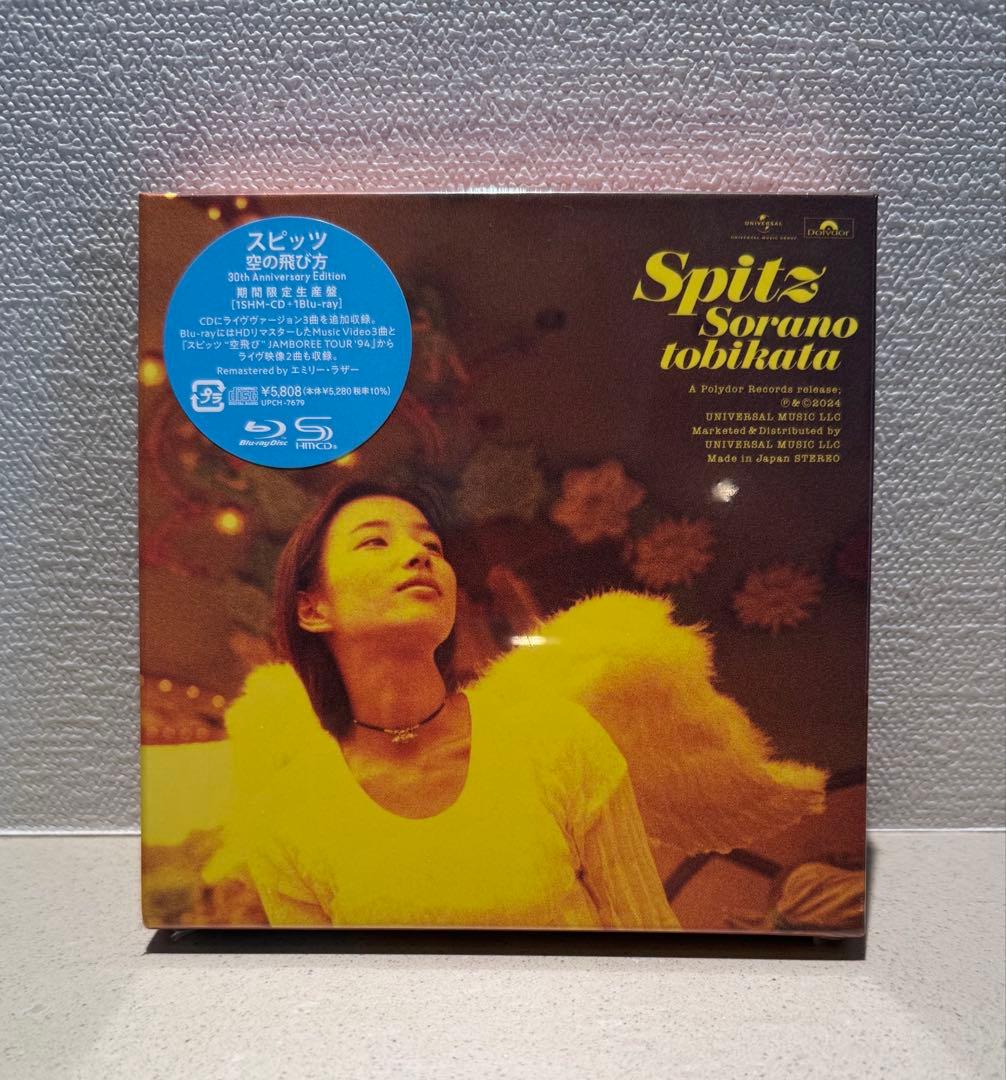 スピッツ
空の飛び方
30th Anniversary Edition
期間限定生産盤
[1SHM-CD+1Blu-ray]
CDにライヴヴァージョン3曲を追加収録。
Blu-rayにはHDリマスターしたMusic Video3曲と
『スピッツ “空飛び” JAMBOREE TOUR '94』から
ライヴ映像2曲も収録。
Remastered by エミリー・ラザー
プラ
¥5,808(本体¥5,280 税率10%)
UPCH-7679
Blu-ray Disc
HMCD®
UNIVERSAL
UNIVERSAL MUSIC GROUP
Polydor
Spitz
Sorano
tobikata
A Polydor Records release;
℗&©2024
UNIVERSAL MUSIC LLC
Marketed & Distributed by
UNIVERSAL MUSIC LLC
Made in Japan STEREO